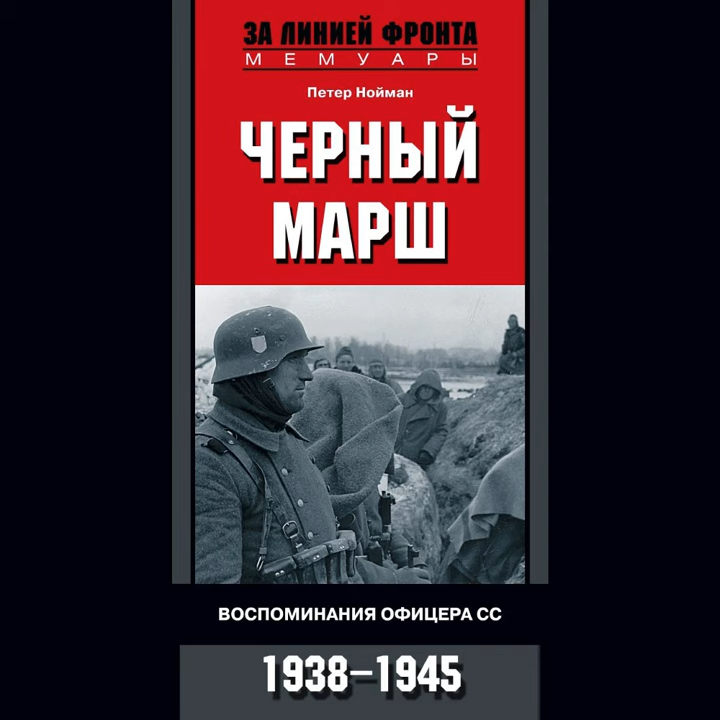 ЗА ЛИНИЕЙ ФРОНТА
МЕМУАРЫ
Петер Нойман
ЧЕРНЫЙ
МАРШ
ВОСПОМИНАНИЯ ОФИЦЕРА СС
1938–1945